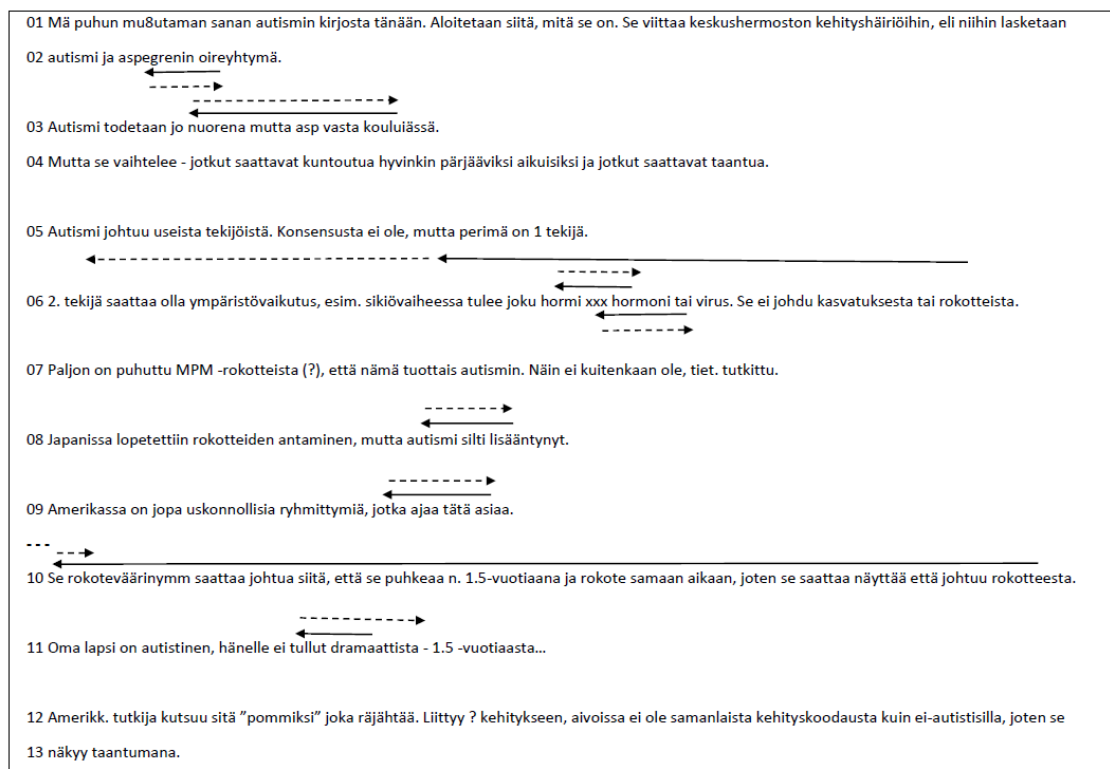 01 Mä puhun mu8utaman sanan autismin kirjosta tänään. Aloitetaan siitä, mitä se on. Se viittaa keskushermoston kehityshäiriöihin, eli niihin lasketaan
02 autismi ja aspegrenin oireyhtymä.
03 Autismi todetaan jo nuorena mutta asp vasta kouluiässä.
04 Mutta se vaihtelee - jotkut saattavat kuntoutua hyvinkin pärjääviksi aikuisiksi ja jotkut saattavat taantua.
05 Autismi johtuu useista tekijöistä. Konsensusta ei ole, mutta perimä on 1 tekijä.
06 2. tekijä saattaa olla ympäristövaikutus, esim. sikiövaiheessa tulee joku hormi xxx hormoni tai virus. Se ei johdu kasvatuksesta tai rokotteista.
07 Paljon on puhuttu MPM -rokotteista (?), että nämä tuottais autismin. Näin ei kuitenkaan ole, tiet. tutkittu.
08 Japanissa lopetettiin rokotteiden antaminen, mutta autismi silti lisääntynyt.
09 Amerikassa on jopa uskonnollisia ryhmittymiä, jotka ajaa tätä asiaa.
10 Se rokoteväärinymm saattaa johtua siitä, että se puhkeaa n. 1.5-vuotiaana ja rokote samaan aikaan, joten se saattaa näyttää että johtuu rokotteesta.
11 Oma lapsi on autistinen, hänelle ei tullut dramaattista - 1.5 -vuotiaasta…
12 Amerikk. tutkija kutsuu sitä ”pommiksi” joka räjähtää. Liittyy ? kehitykseen, aivoissa ei ole samanlaista kehityskoodausta kuin ei-autistisilla, joten se
13 näkyy taantumana.